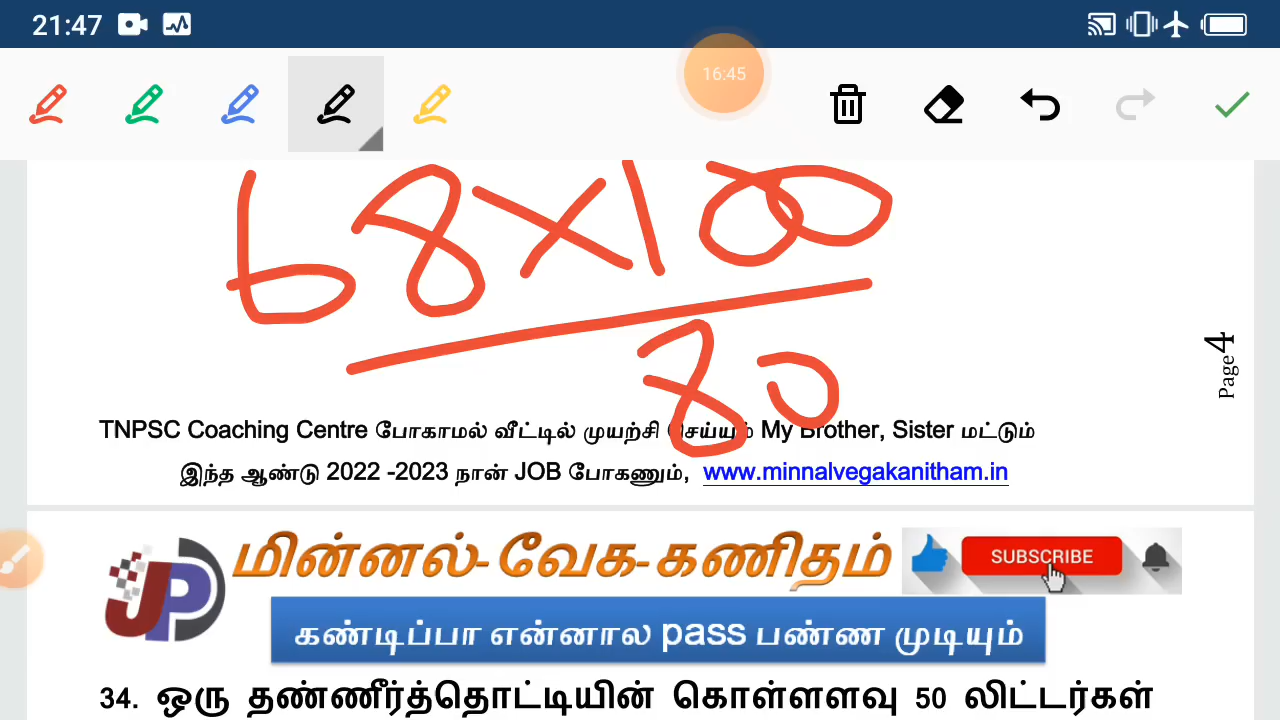 21:47
16:45
68×100
80
Page4
TNPSC Coaching Centre போகாமல் வீட்டில் முயற்சி செய்யும் My Brother, Sister மட்டும்
இந்த ஆண்டு 2022 -2023 நான் JOB போகணும், www.minnalvegakanitham.in
JP
மின்னல்-வேக-கணிதம்
SUBSCRIBE
கண்டிப்பா என்னால pass பண்ண முடியும்
34. ஒரு தண்ணீர்த்தொட்டியின் கொள்ளளவு 50 லிட்டர்கள்